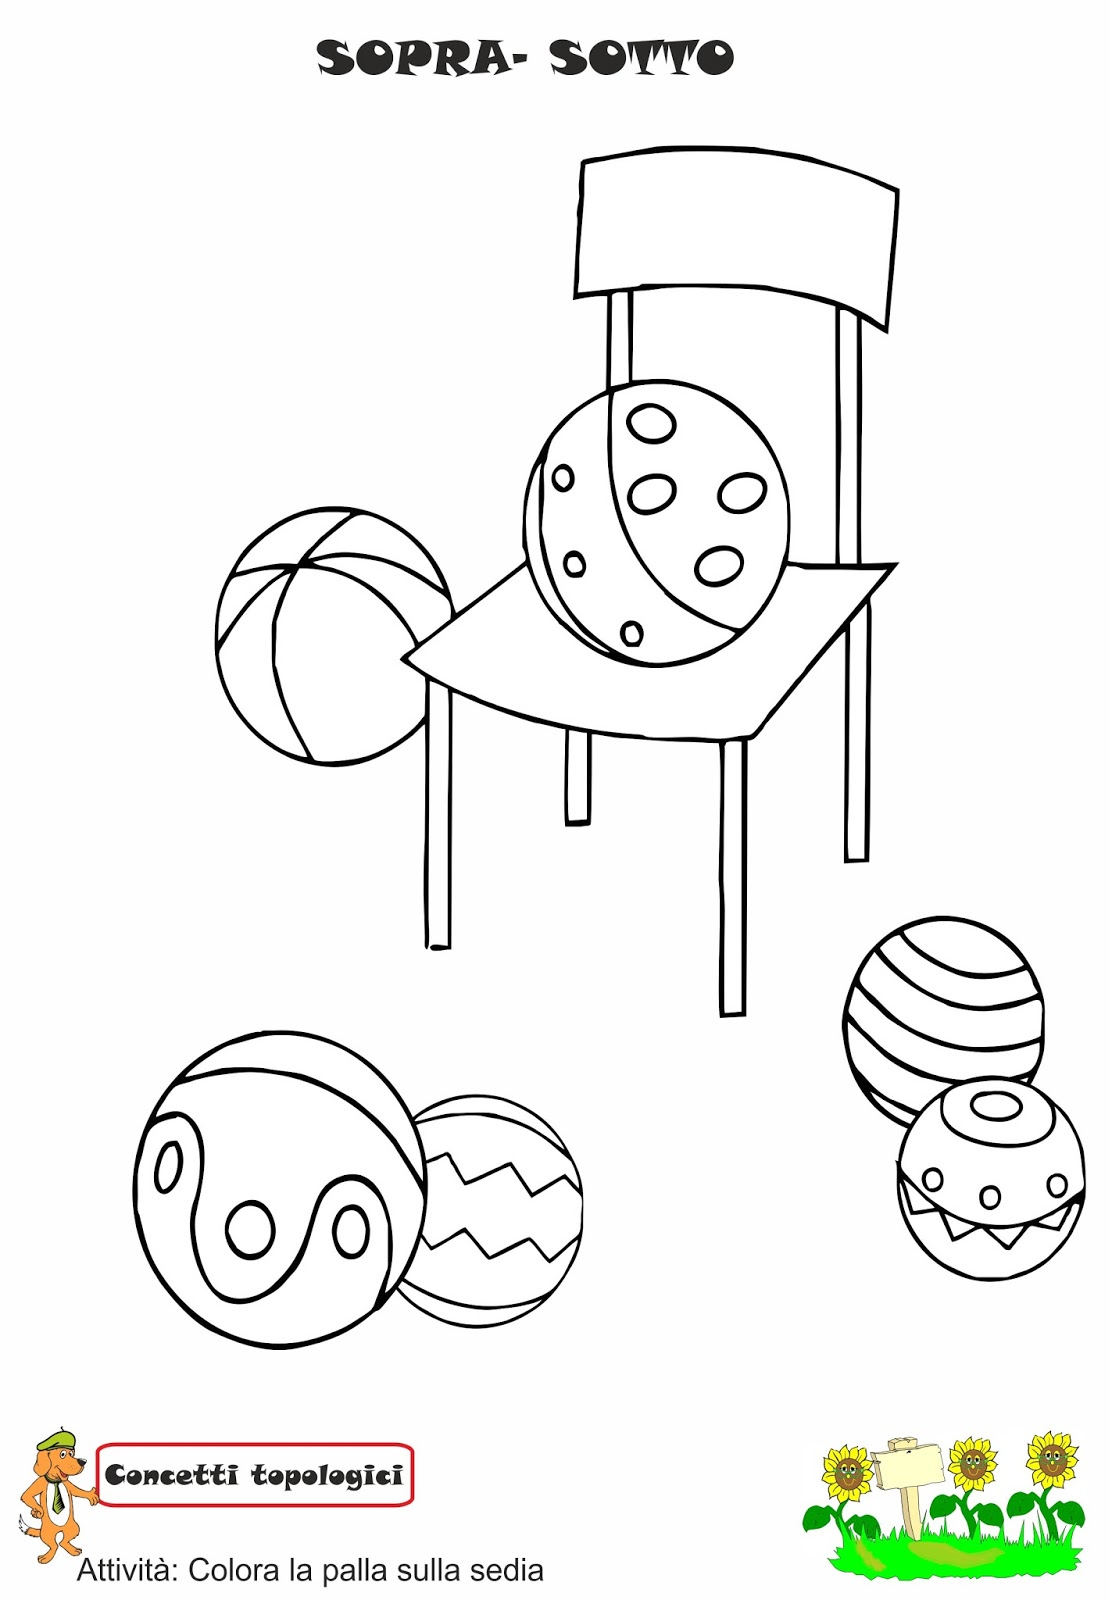 SOPRA- SOTTO
Concetti topologici
Attività: Colora la palla sulla sedia